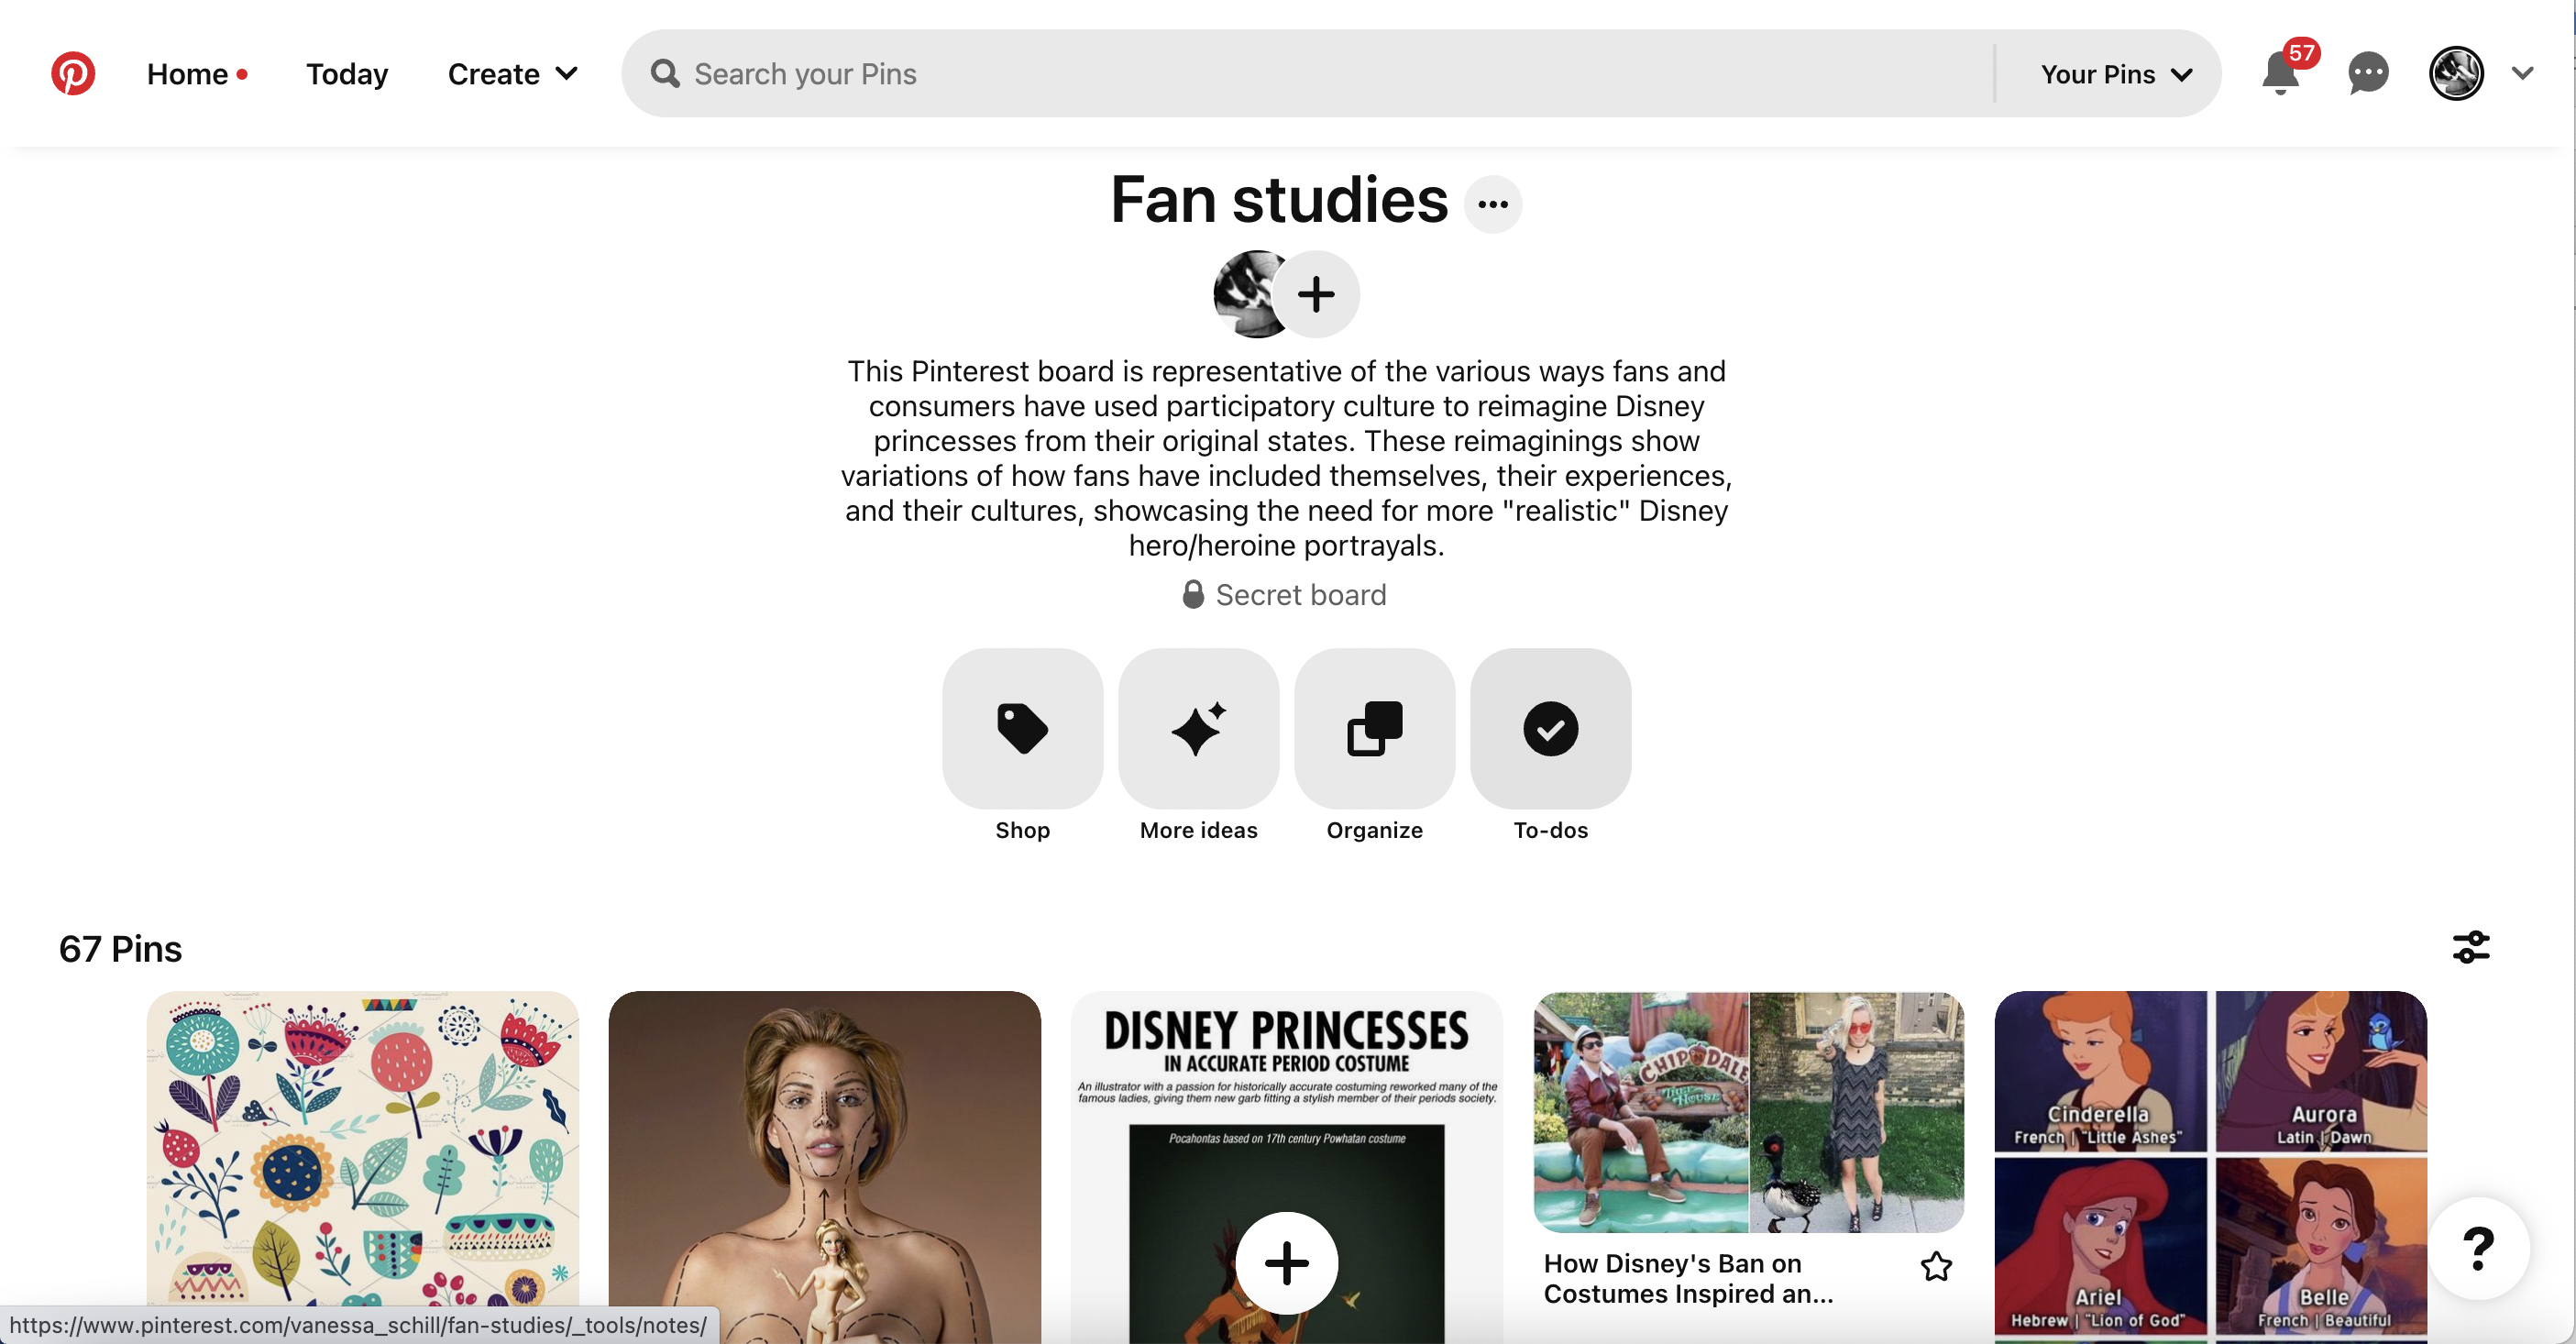 Home
Today
Create
Search your Pins
Your Pins
57
Fan studies
This Pinterest board is representative of the various ways fans and
consumers have used participatory culture to reimagine Disney
princesses from their original states. These reimaginings show
variations of how fans have included themselves, their experiences,
and their cultures, showcasing the need for more "realistic" Disney
hero/heroine portrayals.
Secret board
Shop
More ideas
Organize
To-dos
67 Pins
DISNEY PRINCESSES
IN ACCURATE PERIOD COSTUME
An illustrator with a passion for historically accurate costuming reworked many of the
famous ladies, giving them new garb fitting a stylish member of their periods society.
Pocahontas based on 17th century Powhatan costume
CHIP N DALE
TREE HOUSE
How Disney's Ban on
Costumes Inspired an...
Cinderella
French | "Little Ashes"
Aurora
Latin | Dawn
Ariel
Hebrew | "Lion of God"
Belle
French | Beautiful
?
https://www.pinterest.com/vanessa_schill/fan-studies/_tools/notes/